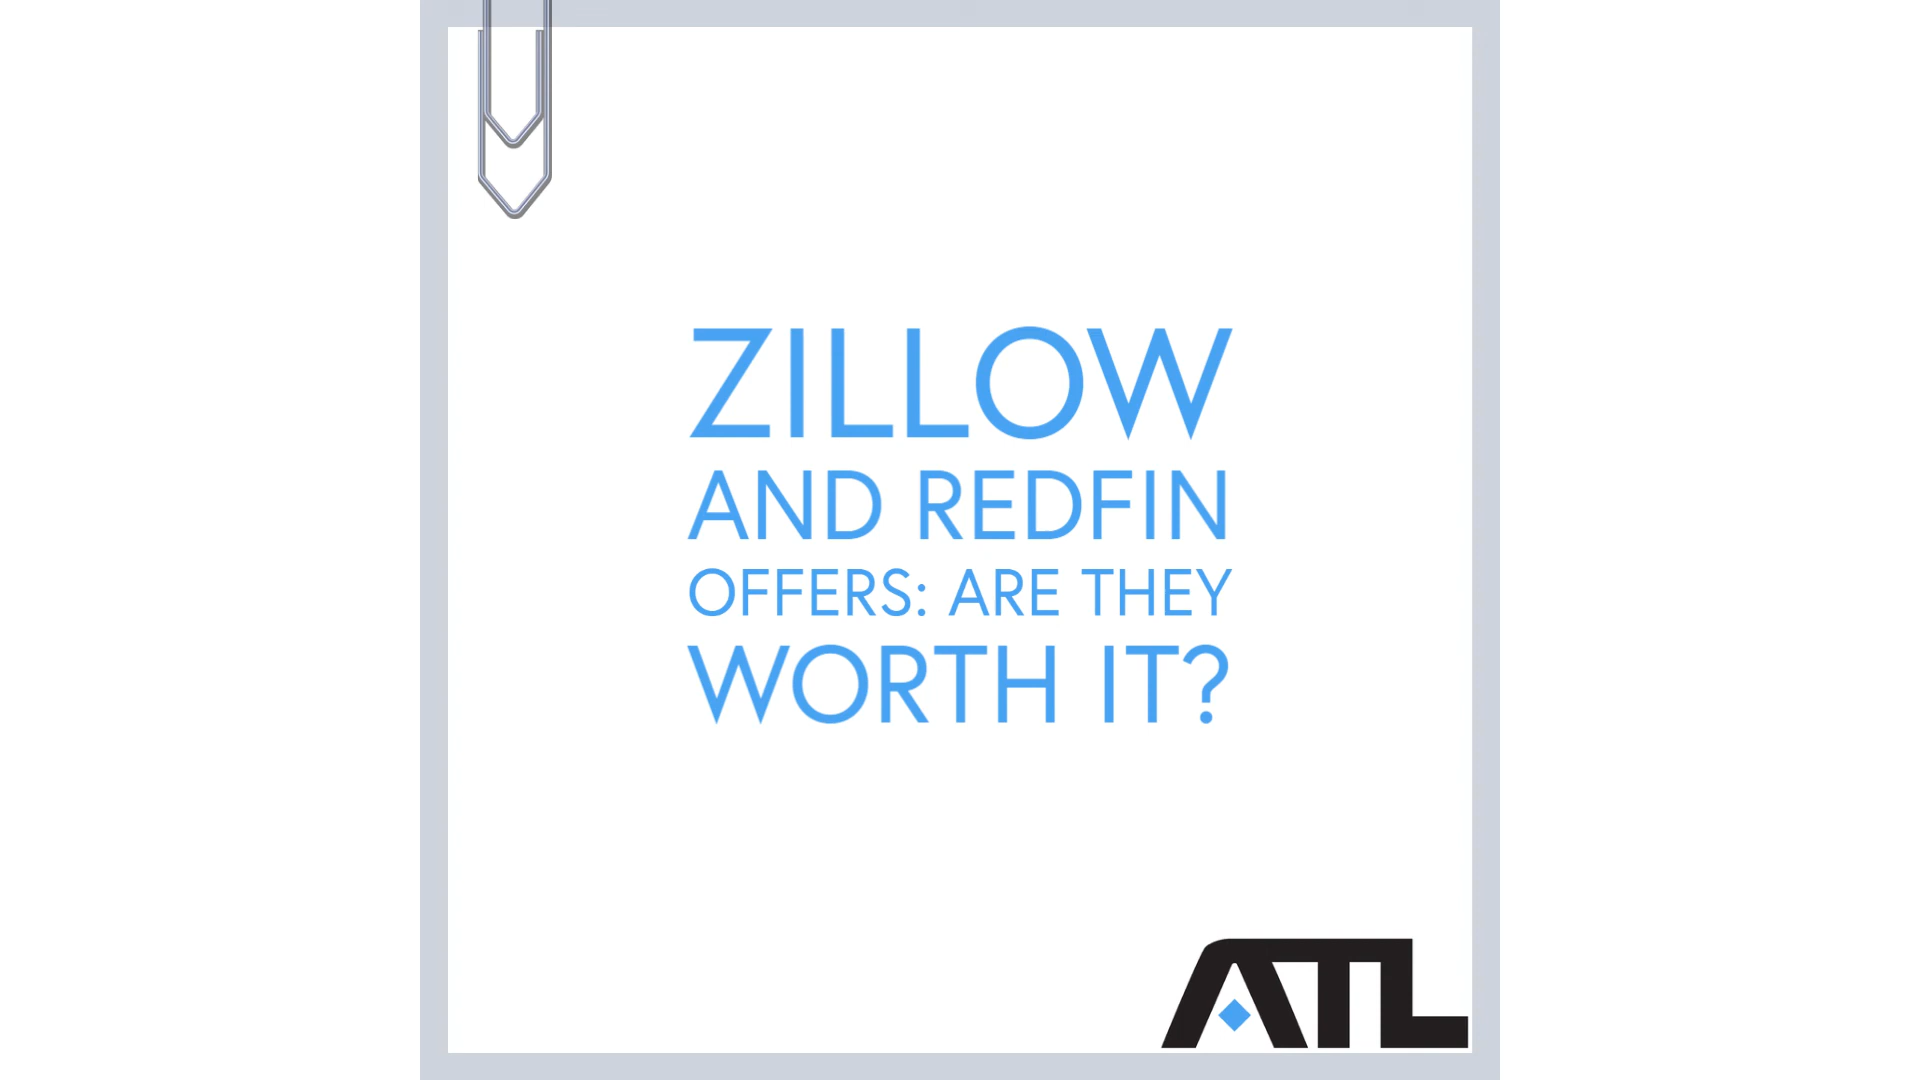 ZILLOW
AND REDFIN
OFFERS: ARE THEY
WORTH IT?
ATL